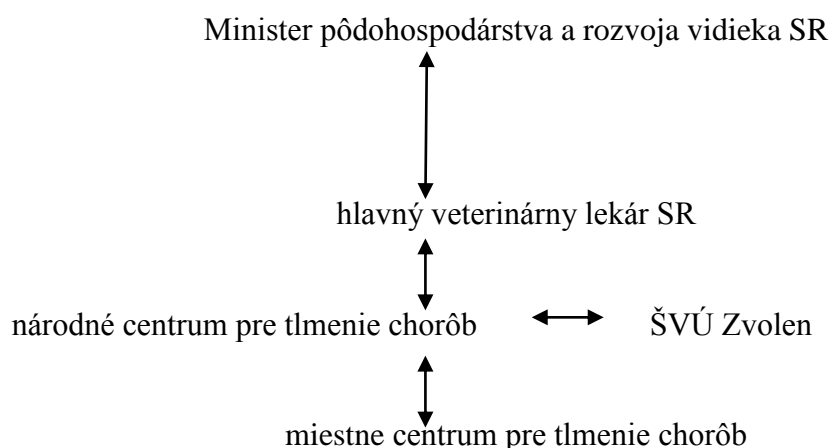 Minister pôdohospodárstva a rozvoja vidieka SR
hlavný veterinárny lekár SR
národné centrum pre tlmenie chorôb
ŠVÚ Zvolen
miestne centrum pre tlmenie chorôb